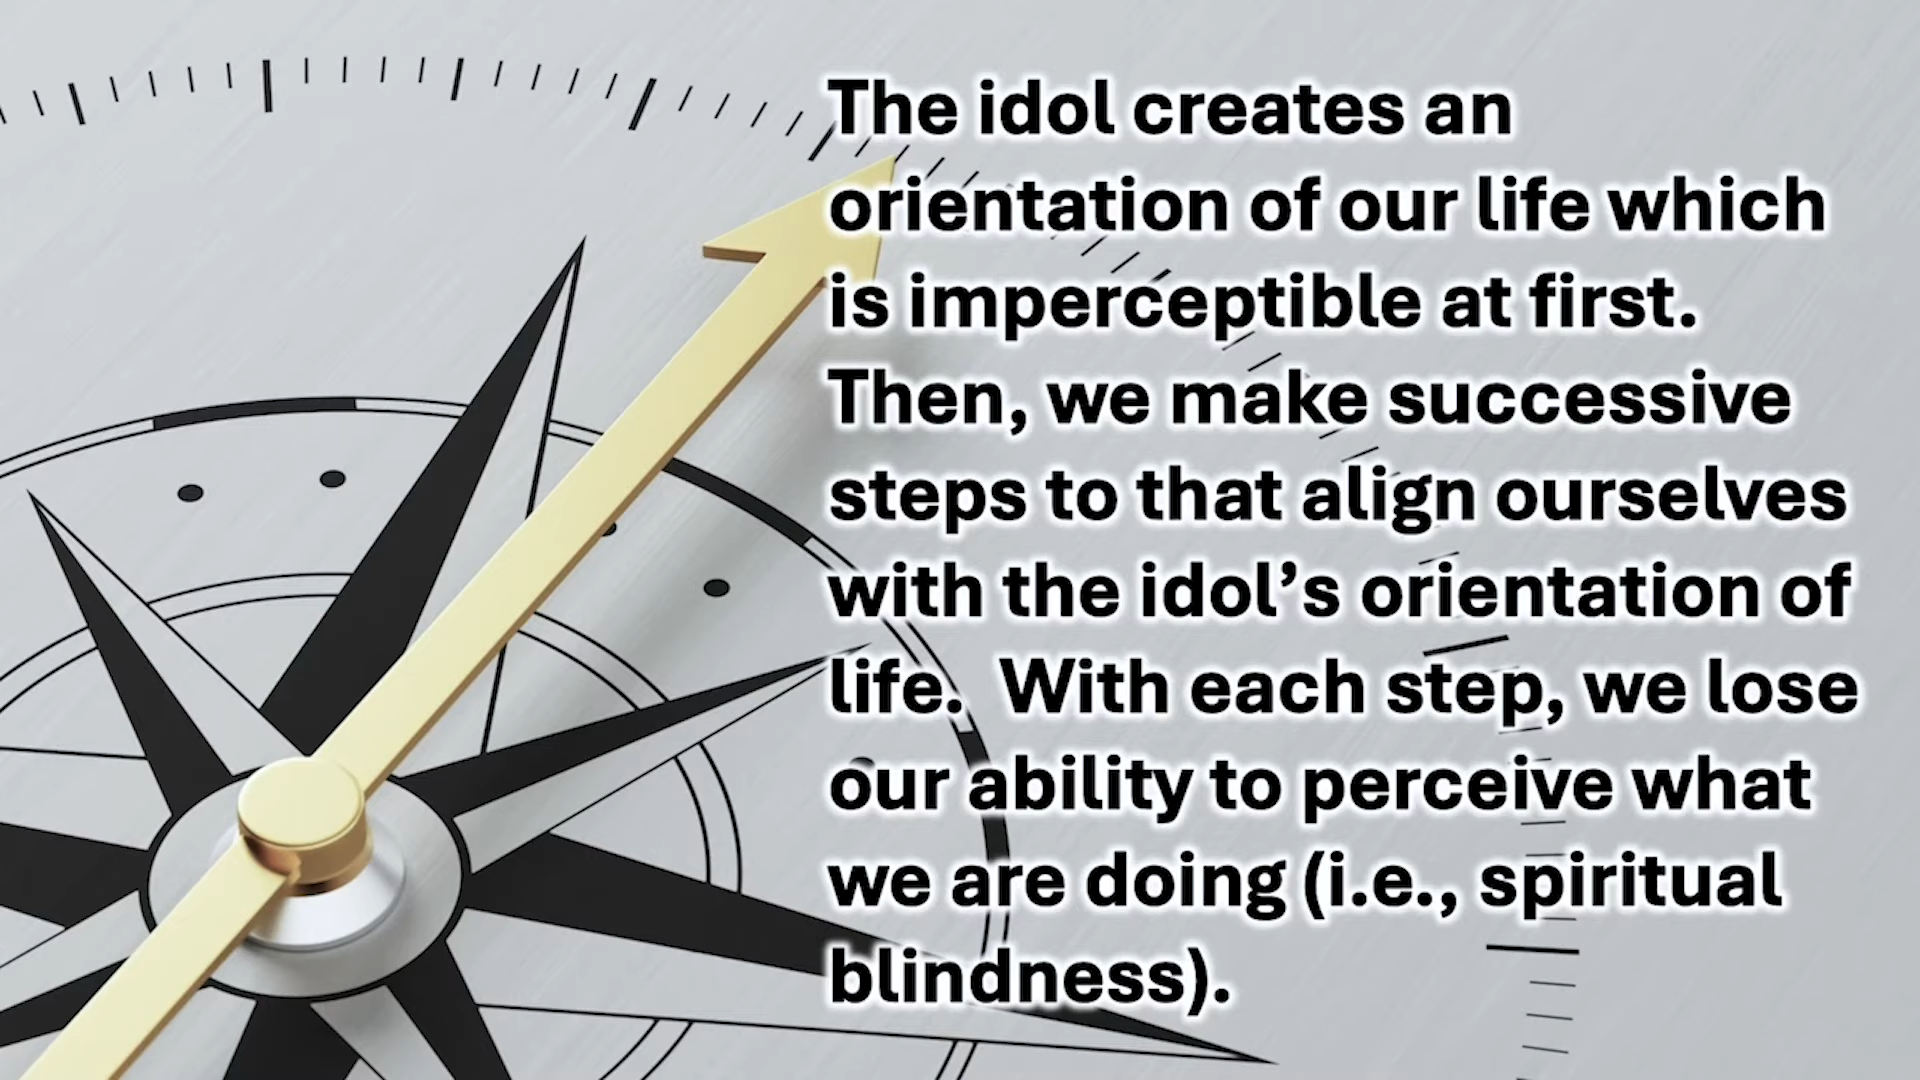 The idol creates an
orientation of our life which
is imperceptible at first.
Then, we make successive
steps to that align ourselves
with the idol’s orientation of
life.  With each step, we lose
our ability to perceive what
we are doing (i.e., spiritual
blindness).